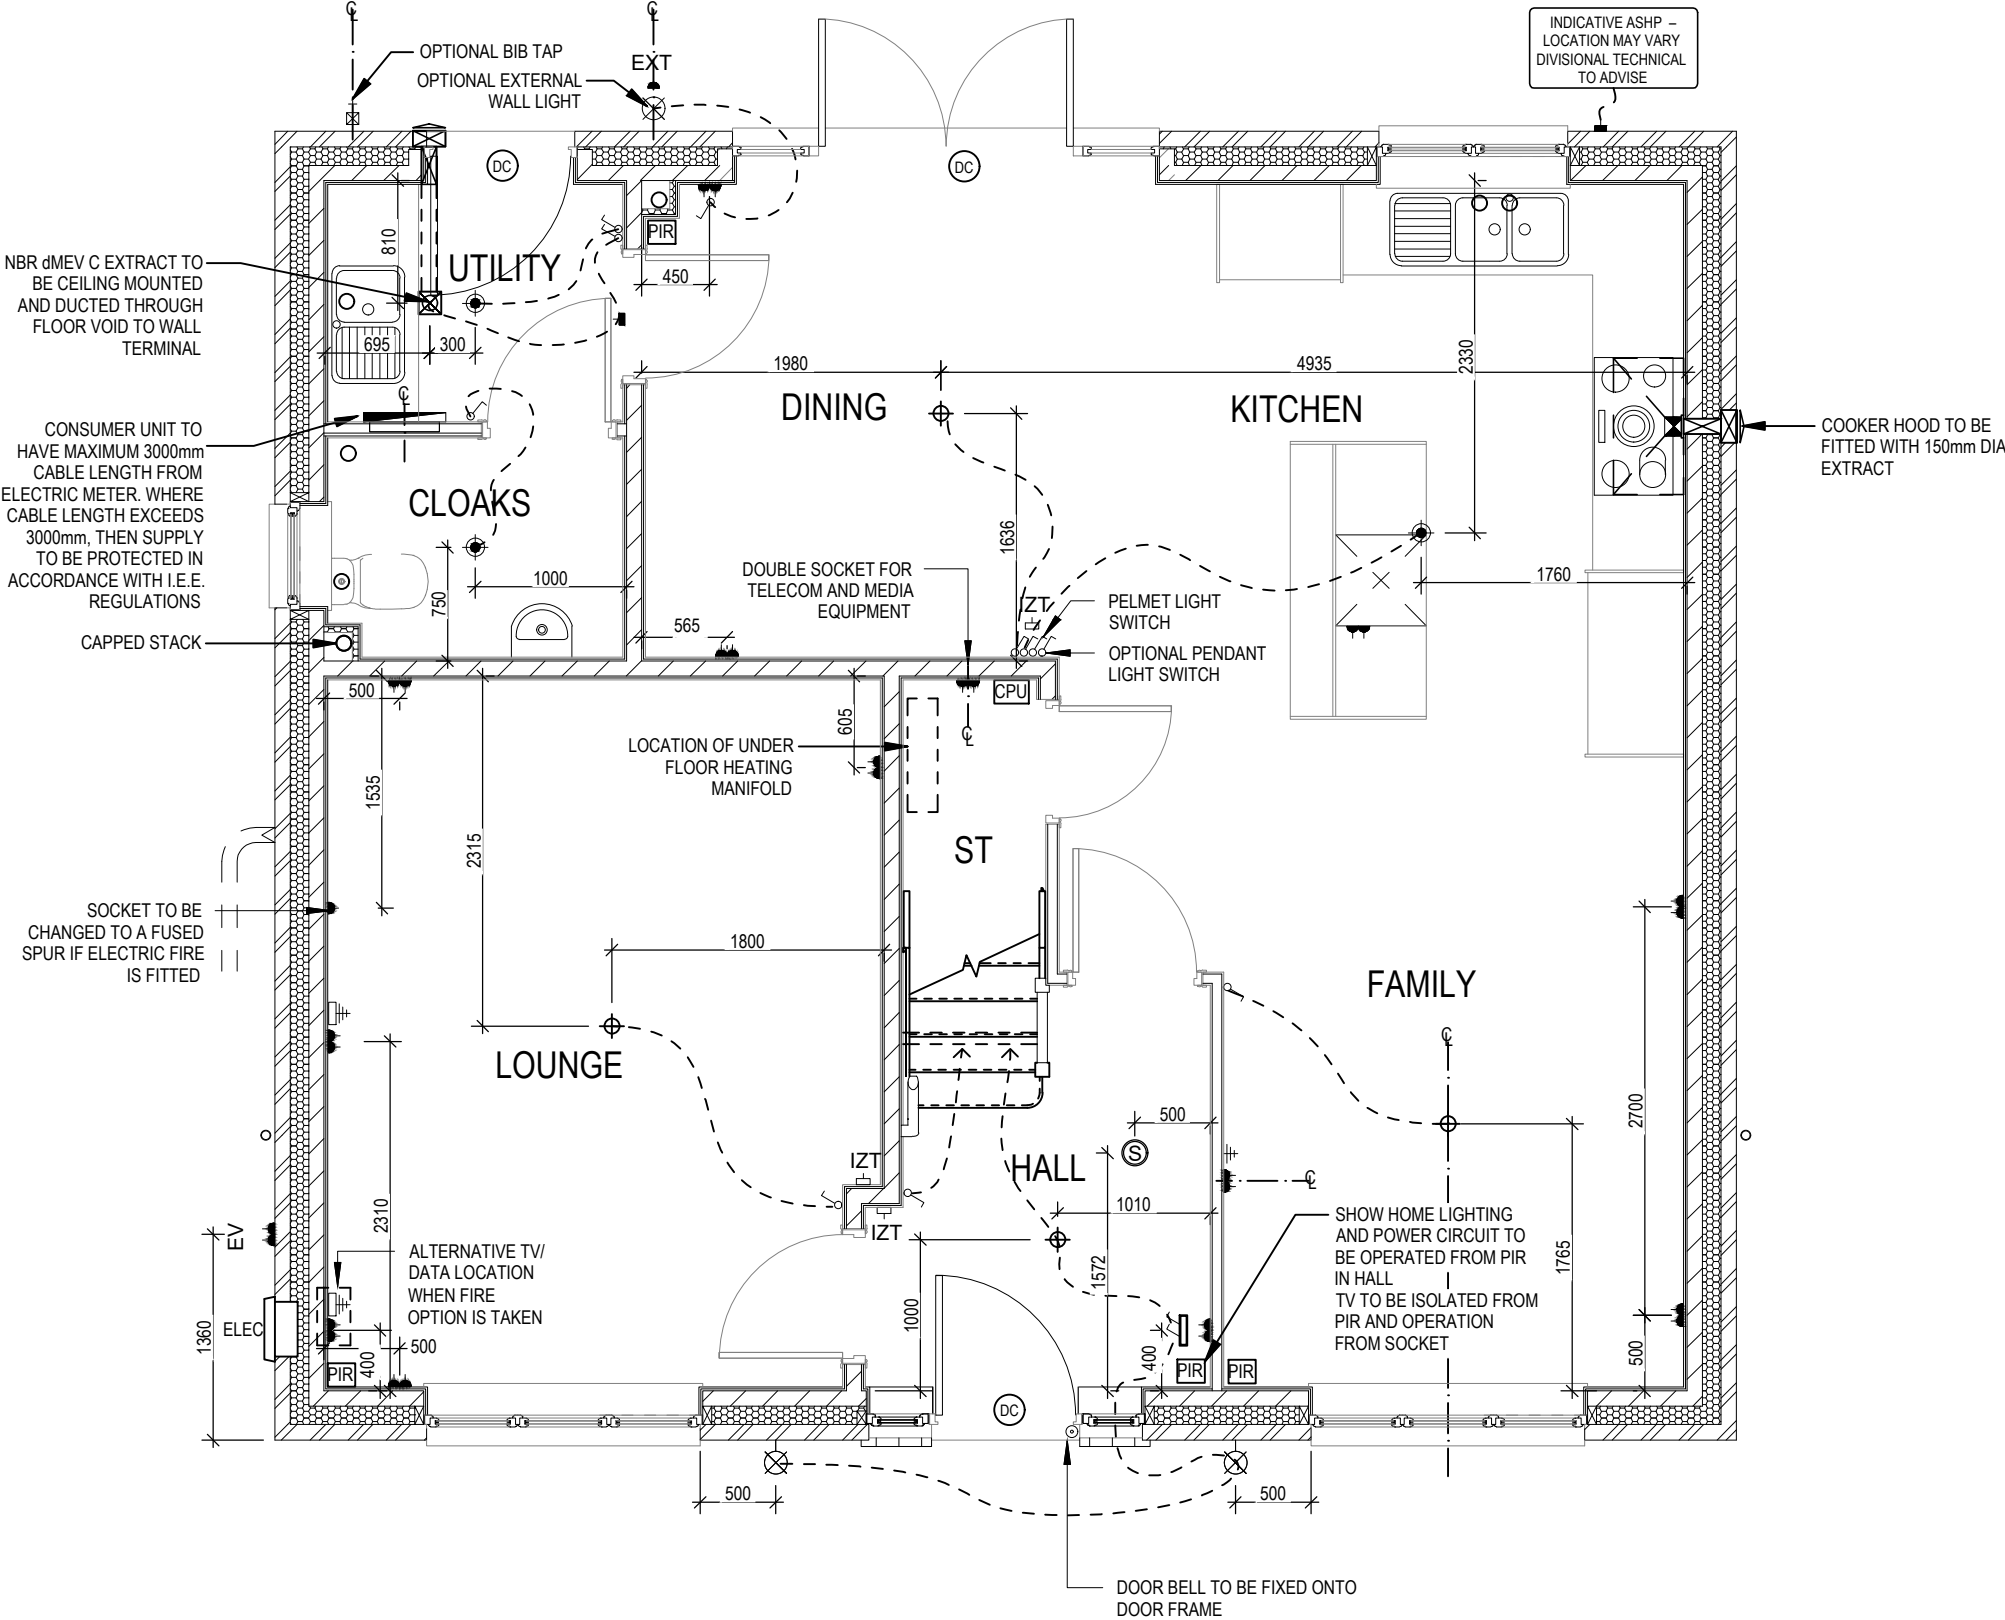 ℄
℄
INDICATIVE ASHP –
LOCATION MAY VARY
DIVISIONAL TECHNICAL
TO ADVISE
OPTIONAL BIB TAP
EXT
OPTIONAL EXTERNAL
WALL LIGHT
DC
DC
NBR dMEV C EXTRACT TO
BE CEILING MOUNTED
AND DUCTED THROUGH
FLOOR VOID TO WALL
TERMINAL
810
UTILITY
PIR
450
695
300
1980
4935
2330
DINING
KITCHEN
℄
CONSUMER UNIT TO
HAVE MAXIMUM 3000mm
CABLE LENGTH FROM
ELECTRIC METER. WHERE
CABLE LENGTH EXCEEDS
3000mm, THEN SUPPLY
TO BE PROTECTED IN
ACCORDANCE WITH I.E.E.
REGULATIONS
COOKER HOOD TO BE
FITTED WITH 150mm DIA
EXTRACT
CLOAKS
1636
1000
750
1760
DOUBLE SOCKET FOR
TELECOM AND MEDIA
EQUIPMENT
IZT
PELMET LIGHT
SWITCH
OPTIONAL PENDANT
LIGHT SWITCH
565
CAPPED STACK
500
CPU
605
℄
LOCATION OF UNDER
FLOOR HEATING
MANIFOLD
1535
2315
ST
SOCKET TO BE
CHANGED TO A FUSED
SPUR IF ELECTRIC FIRE
IS FITTED
1800
FAMILY
℄
LOUNGE
2700
500
S
HALL
IZT
℄
1010
IZT
2310
1572
1765
SHOW HOME LIGHTING
AND POWER CIRCUIT TO
BE OPERATED FROM PIR
IN HALL
TV TO BE ISOLATED FROM
PIR AND OPERATION
FROM SOCKET
EV
ALTERNATIVE TV/
DATA LOCATION
WHEN FIRE
OPTION IS TAKEN
1000
ELEC
1360
500
400
400
500
PIR
PIR
PIR
DC
500
500
DOOR BELL TO BE FIXED ONTO
DOOR FRAME